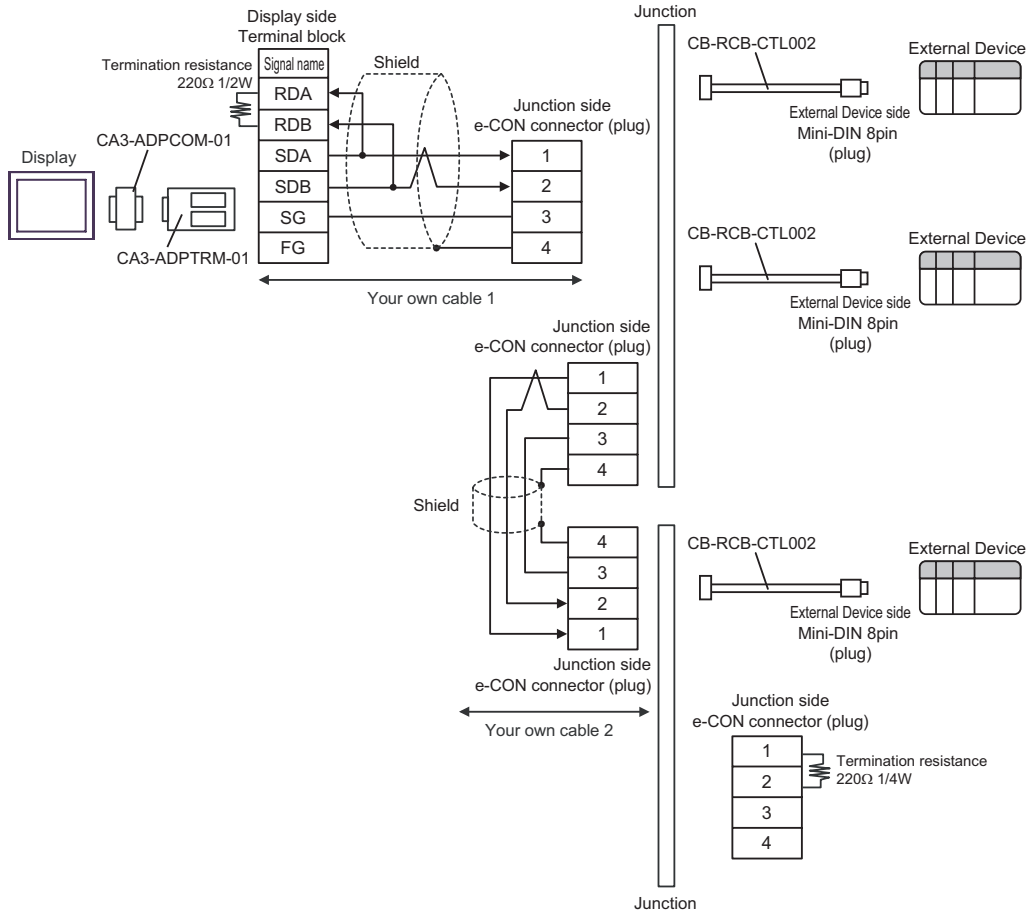 Junction
Display side
Terminal block
Termination resistance
220Ω 1/2W
Signal name
RDA
RDB
SDA
SDB
SG
FG
Shield
Junction side
e-CON connector (plug)
1
2
3
4
Display
CA3-ADPCOM-01
CA3-ADPTRM-01
Your own cable 1
CB-RCB-CTL002
External Device
External Device side
Mini-DIN 8pin
(plug)
CB-RCB-CTL002
External Device
External Device side
Mini-DIN 8pin
(plug)
Junction side
e-CON connector (plug)
1
2
3
4
Shield
4
3
2
1
Junction side
e-CON connector (plug)
Your own cable 2
CB-RCB-CTL002
External Device
External Device side
Mini-DIN 8pin
(plug)
Junction side
e-CON connector (plug)
1
2
3
4
Termination resistance
220Ω 1/4W
Junction